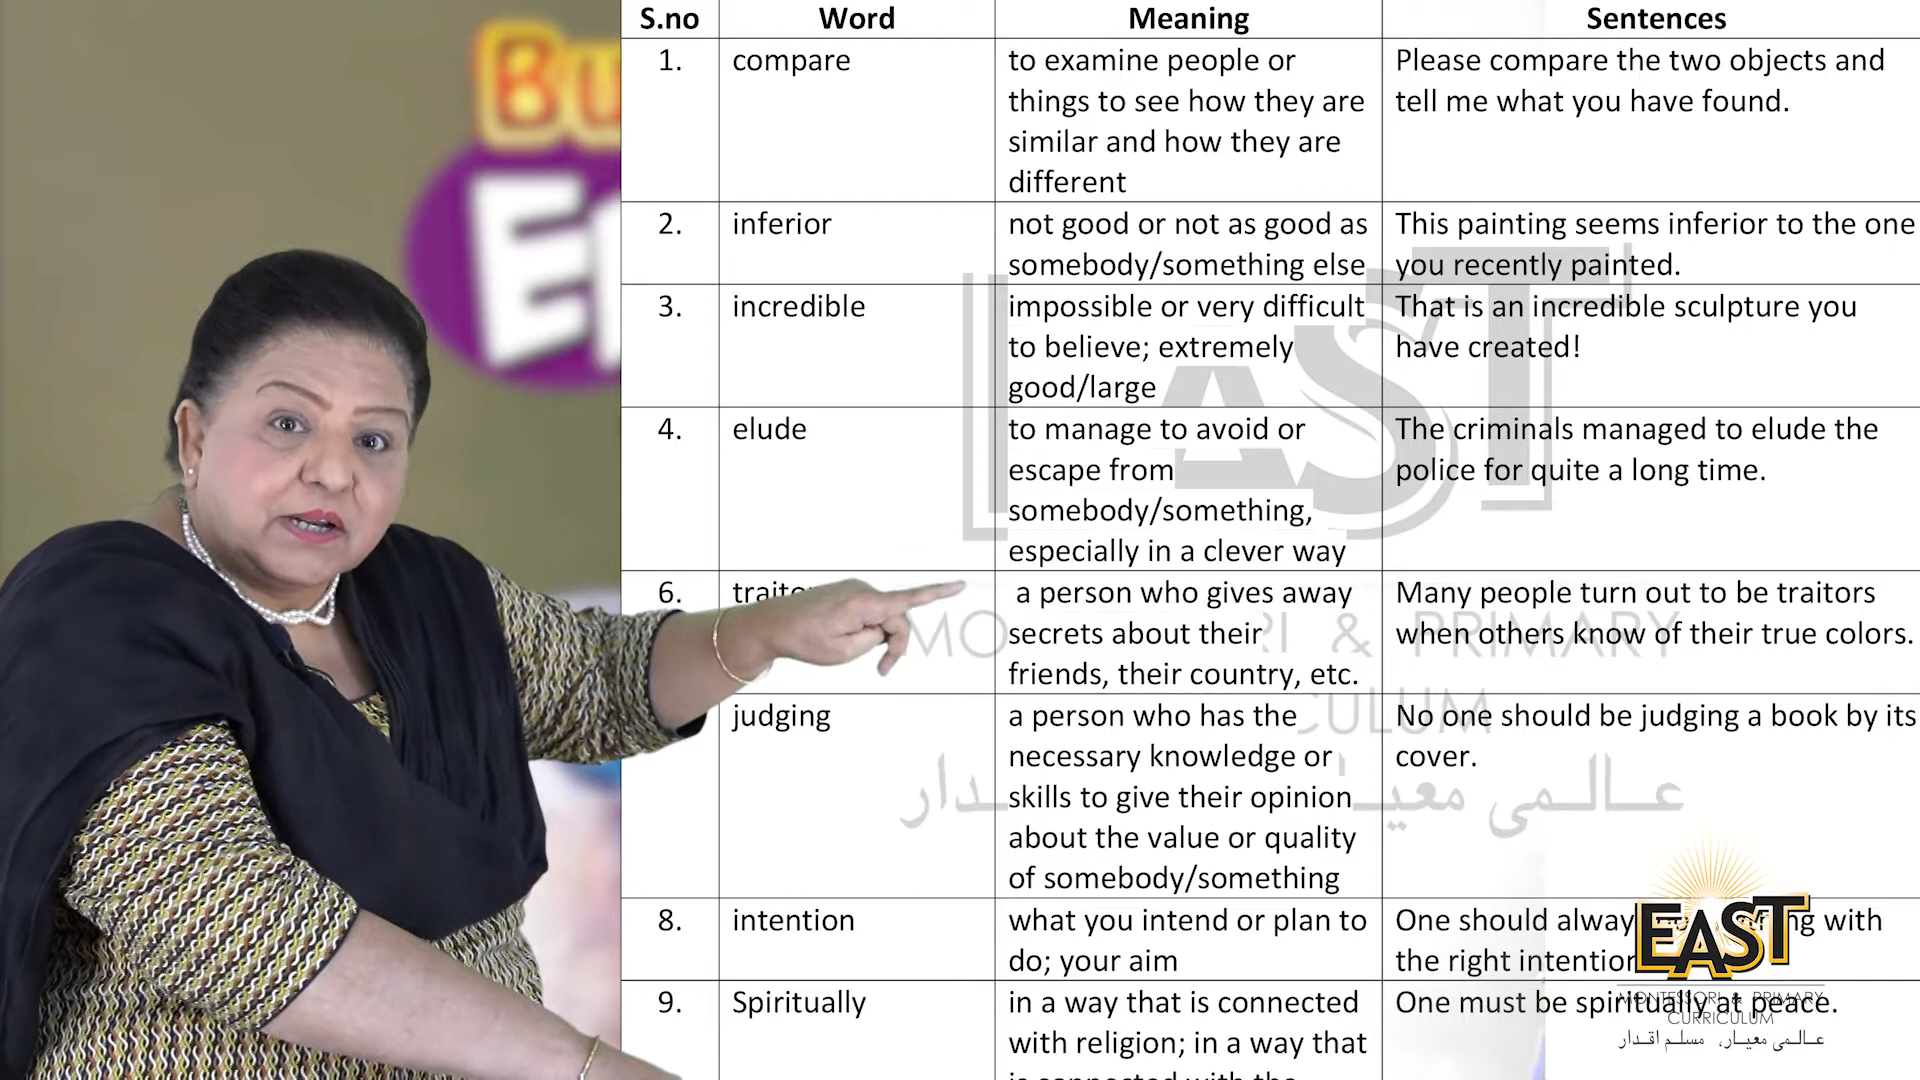 S.no Word Meaning Sentences
1. compare to examine people or Please compare the two objects and
things to see how they are tell me what you have found.
similar and how they are
different
2. inferior not good or not as good as This painting seems inferior to the one
somebody/something else you recently painted.
3. incredible impossible or very difficult That is an incredible sculpture you
to believe; extremely have created!
good/large
4. elude to manage to avoid or The criminals managed to elude the
escape from police for quite a long time.
somebody/something,
especially in a clever way
6. a person who gives away Many people turn out to be traitors
secrets about their when others know of their true colors.
friends, their country, etc.
judging a person who has the No one should be judging a book by its
necessary knowledge or cover.
skills to give their opinion
about the value or quality
of somebody/something
8. intention what you intend or plan to One should with
do; your aim the right intention
9. Spiritually in a way that is connected One must be spiritually at peace.
with religion; in a way that
Bu
EAST
& PRIMARY
عالمی
EAST
MONTESSORI & PRIMARY
CURRICULUM
عالمی معیار، مسلم اقدار